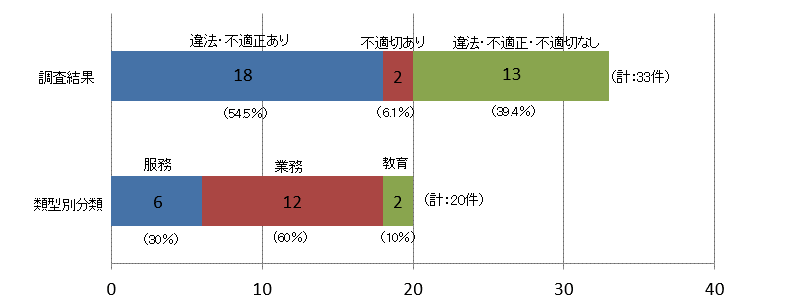 違法・不適正あり 不適切あり 違法・不適正・不適切なし
調査結果 18 2 13 (計:33件)
(54.5%) (6.1%) (39.4%)
服務 業務 教育
類型別分類 6 12 2 (計:20件)
(30%) (60%) (10%)
0 10 20 30 40